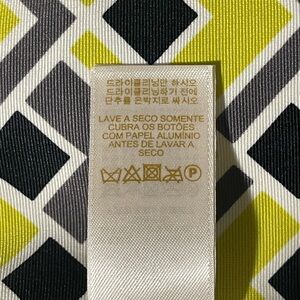 드라이클리닝만 하시오
드라이클리닝하기 전에
단추를 은박지로 싸시오
LAVE A SECO SOMENTE
CUBRA OS BOTÕES
COM PAPEL ALUMÍNIO
ANTES DE LAVAR A
SECO
P